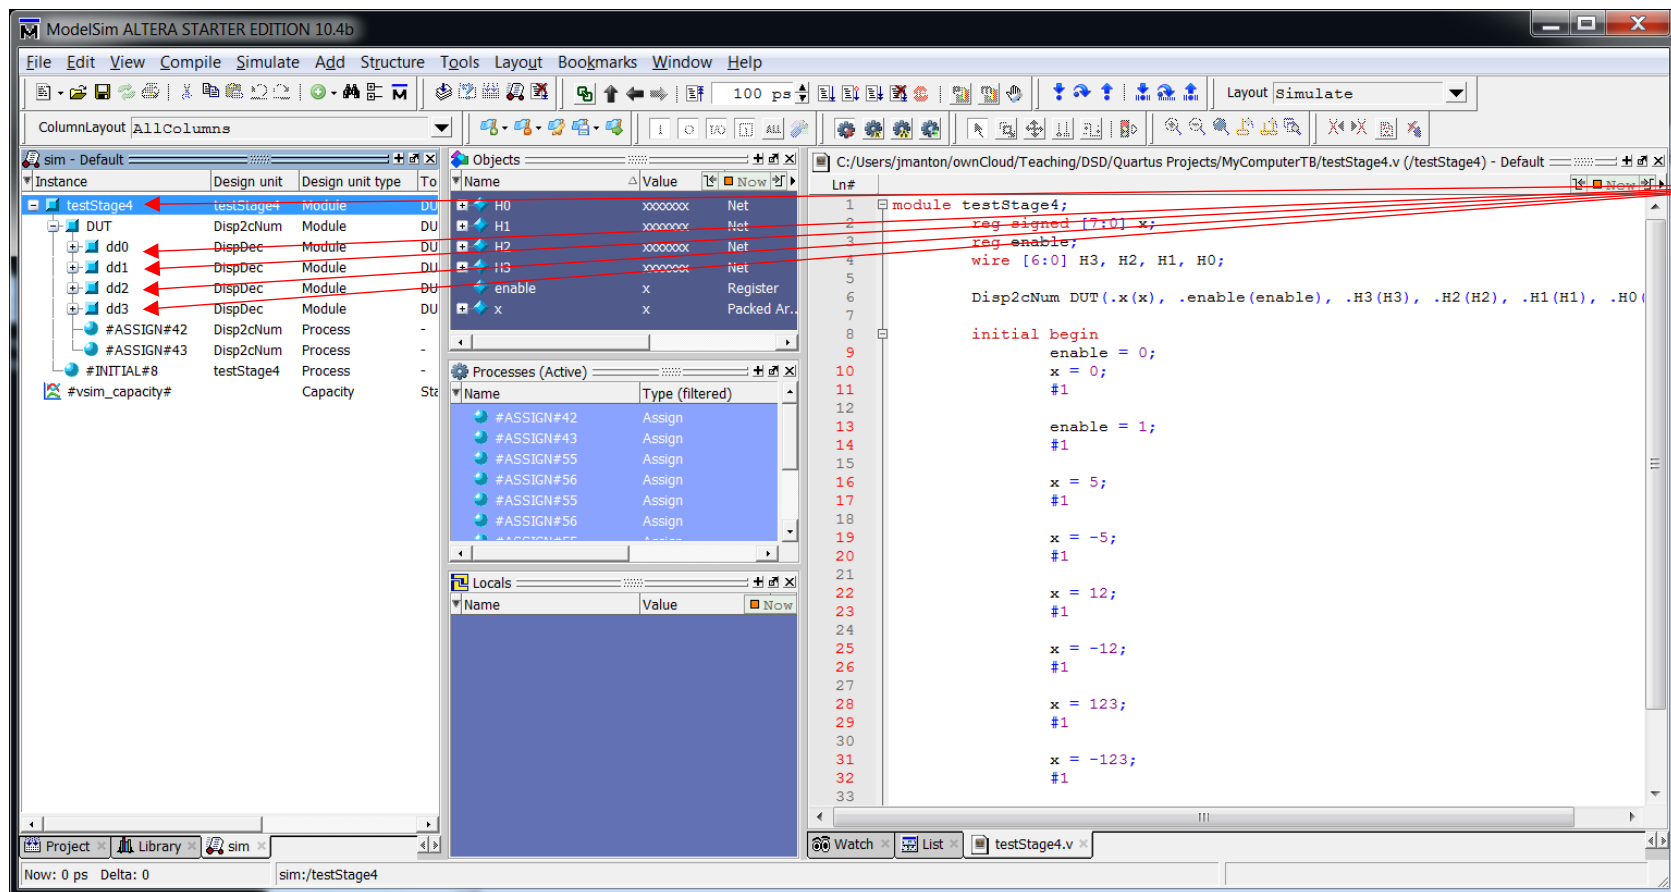 ModelSim ALTERA STARTER EDITION 10.4b
File Edit View Compile Simulate Add Structure Tools Layout Bookmarks Window Help
100 ps
Layout Simulate
ColumnLayout AllColumns
sim - Default
Instance Design unit Design unit type To
testStage4 testStage4 Module DU
DUT Disp2cNum Module DU
dd0 DispDec Module DU
dd1 DispDec Module DU
dd2 DispDec Module DU
dd3 DispDec Module DU
#ASSIGN#42 Disp2cNum Process -
#ASSIGN#43 Disp2cNum Process -
#INITIAL#8 testStage4 Process -
#vsim_capacity# Capacity Sta
Project Library sim
Objects
Name Value Now
H0 xxxxxxx Net
H1 xxxxxxx Net
H2 xxxxxxx Net
H3 xxxxxxx Net
enable x Register
x x Packed Ar..
Processes (Active)
Name Type (filtered)
#ASSIGN#42 Assign
#ASSIGN#43 Assign
#ASSIGN#55 Assign
#ASSIGN#56 Assign
#ASSIGN#55 Assign
#ASSIGN#56 Assign
#ASSIGN#55 Assign
Locals
Name Value Now
C:/Users/jmanton/ownCloud/Teaching/DSD/Quartus Projects/MyComputerTB/testStage4.v (/testStage4) - Default
Ln# Now
1 module testStage4;
2 reg signed [7:0] x;
3 reg enable;
4 wire [6:0] H3, H2, H1, H0;
5
6 Disp2cNum DUT(.x(x), .enable(enable), .H3(H3), .H2(H2), .H1(H1), .H0(
7
8 initial begin
9 enable = 0;
10 x = 0;
11 #1
12
13 enable = 1;
14 #1
15
16 x = 5;
17 #1
18
19 x = -5;
20 #1
21
22 x = 12;
23 #1
24
25 x = -12;
26 #1
27
28 x = 123;
29 #1
30
31 x = -123;
32 #1
33
Watch List testStage4.v
Now: 0 ps Delta: 0 sim:/testStage4